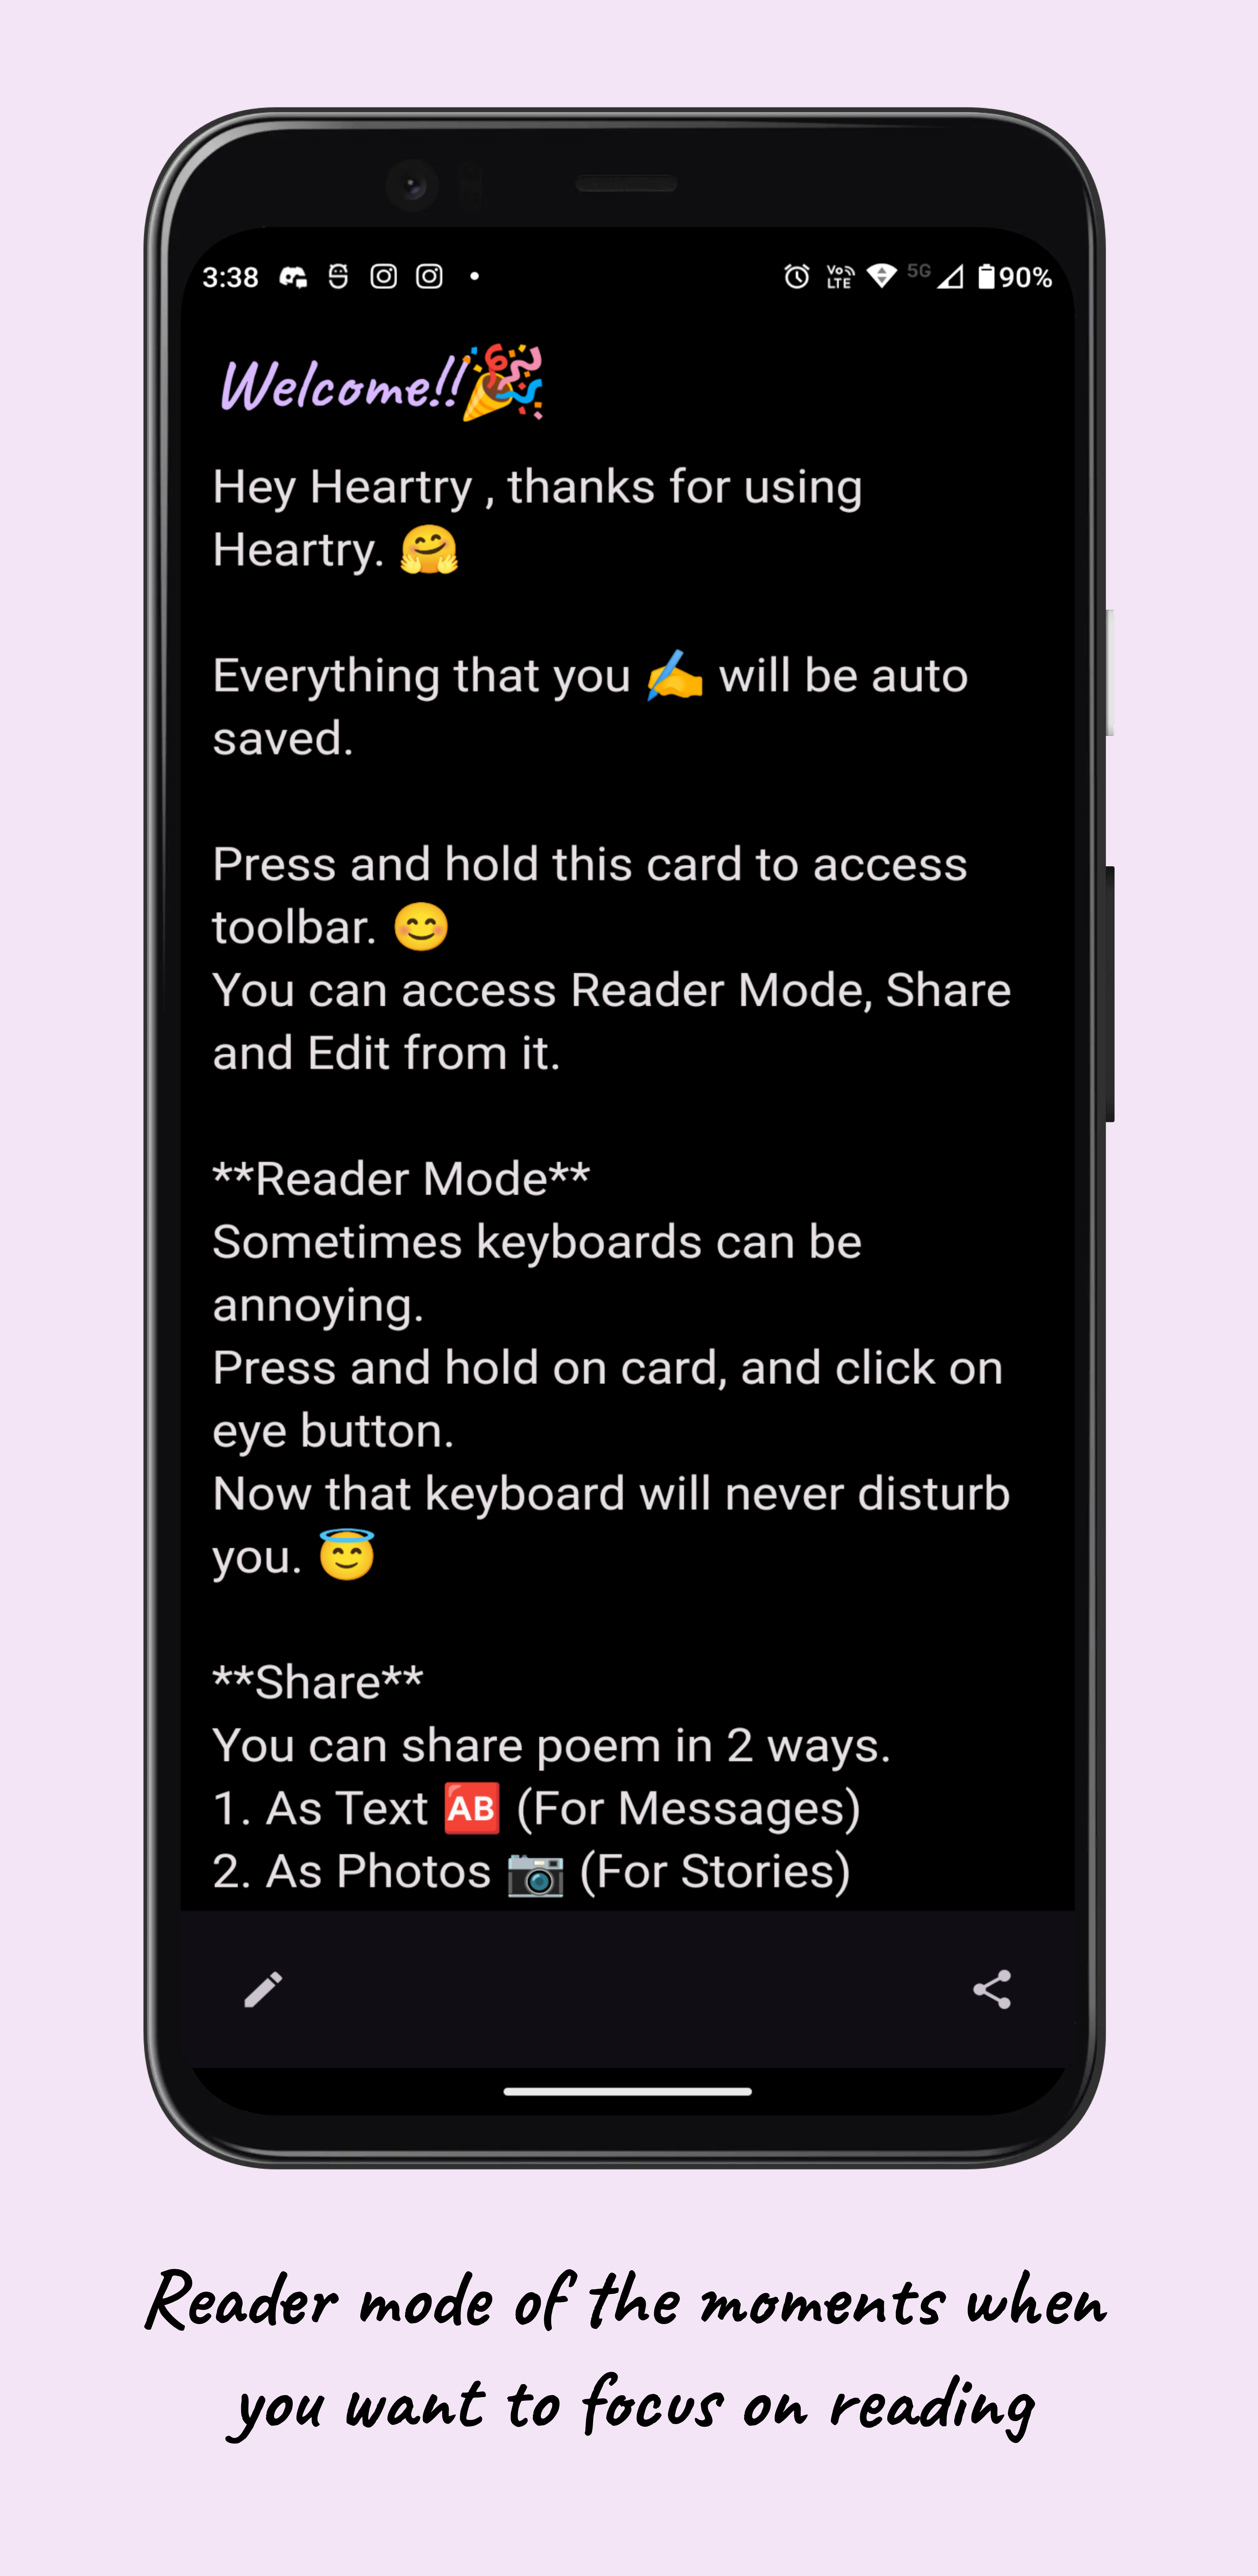 3:38
Vo LTE 5G 90%
Welcome!!🎉
Hey Heartry , thanks for using
Heartry. 🤗
Everything that you ✍️ will be auto
saved.
Press and hold this card to access
toolbar. 😊
You can access Reader Mode, Share
and Edit from it.
**Reader Mode**
Sometimes keyboards can be
annoying.
Press and hold on card, and click on
eye button.
Now that keyboard will never disturb
you. 😇
**Share**
You can share poem in 2 ways.
1. As Text 🆎 (For Messages)
2. As Photos 📷 (For Stories)
Reader mode of the moments when
you want to focus on reading